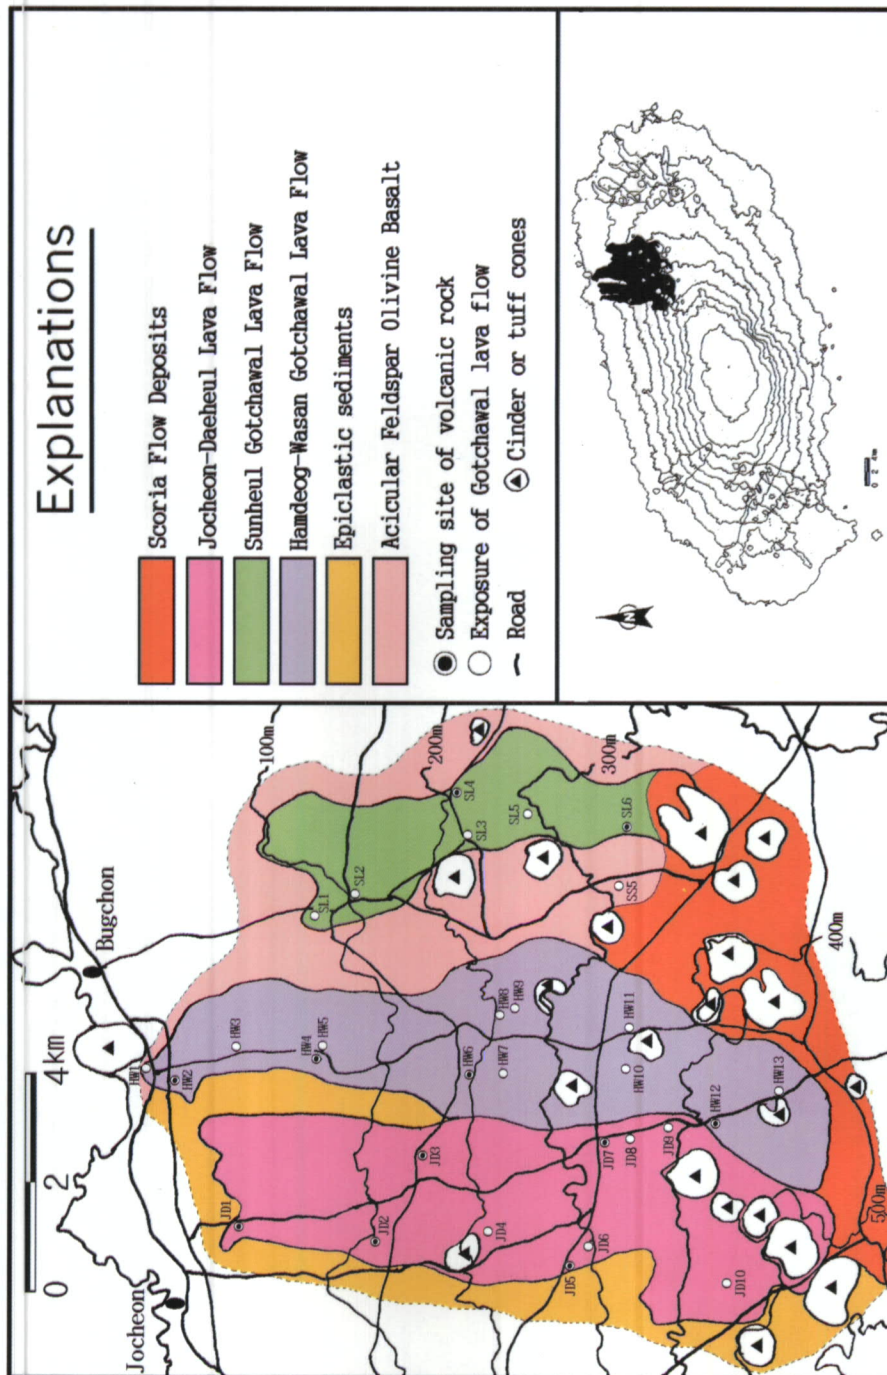 Explanations
Scoria Flow Deposits
Jocheon-Daeheul Lava Flow
Sunheul Gotchawal Lava Flow
Hamdeog-Wasan Gotchawal Lava Flow
Epiclastic sediments
Acicular Feldspar Olivine Basalt
Sampling site of volcanic rock
Exposure of Gotchawal lava flow
Road
Cinder or tuff cones
N
0 2 4km
0 2 4km
Jocheon
Bugchon
100m
200m
300m
400m
500m
HW1
HW2
HW3
HW4
HW5
HW6
HW7
HW8
HW9
HW10
HW11
HW12
HW13
JD1
JD2
JD3
JD4
JD5
JD6
JD7
JD8
JD9
JD10
SL1
SL2
SL3
SL4
SL5
SL6
SS5